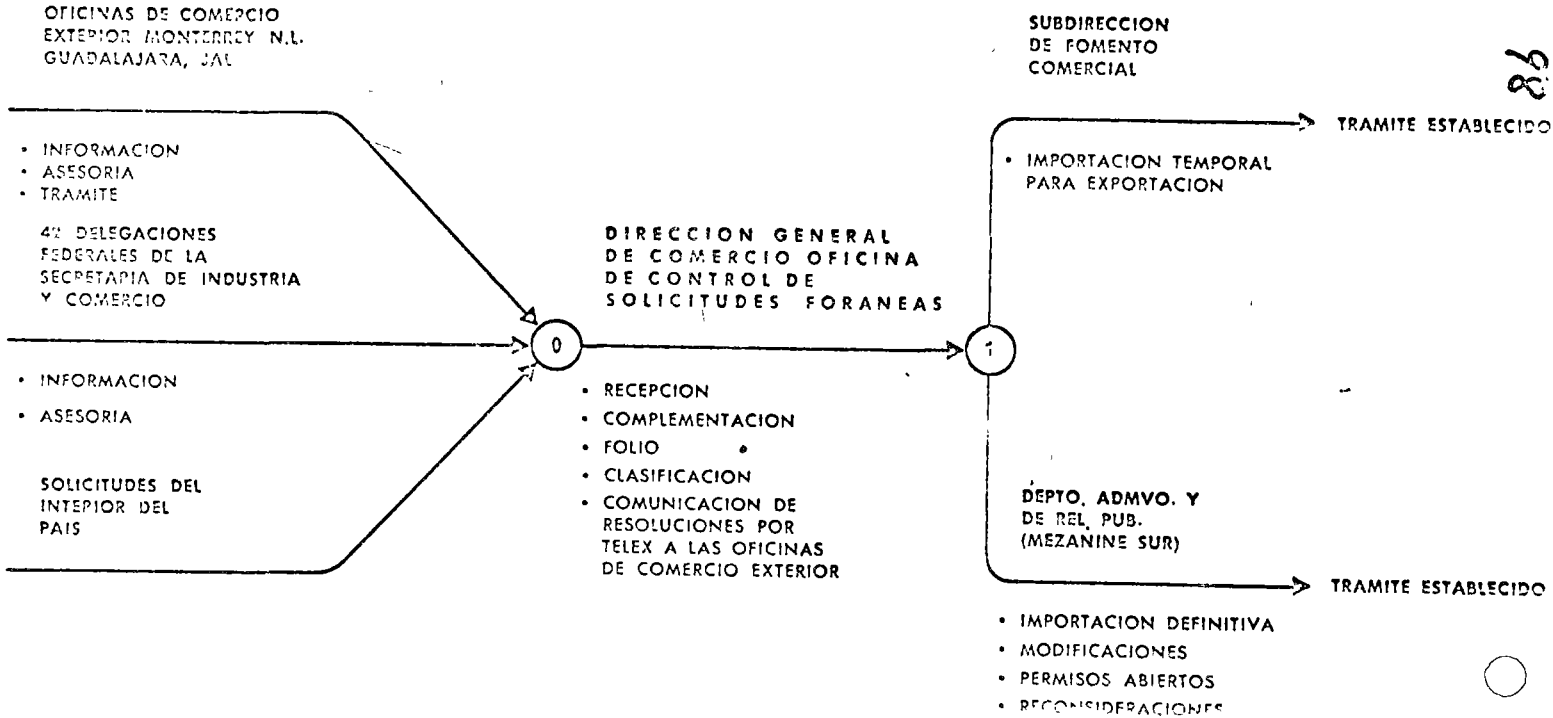 OFICINAS DE COMERCIO
EXTERIOR MONTERREY N.L.
GUADALAJARA, JAL
• INFORMACION
• ASESORIA
• TRAMITE
42 DELEGACIONES
FEDERALES DE LA
SECRETARIA DE INDUSTRIA
Y COMERCIO
• INFORMACION
• ASESORIA
SOLICITUDES DEL
INTERIOR DEL
PAIS
0
DIRECCION GENERAL
DE COMERCIO OFICINA
DE CONTROL DE
SOLICITUDES FORANEAS
• RECEPCION
• COMPLEMENTACION
• FOLIO
• CLASIFICACION
• COMUNICACION DE
RESOLUCIONES POR
TELEX A LAS OFICINAS
DE COMERCIO EXTERIOR
1
SUBDIRECCION
DE FOMENTO
COMERCIAL
TRAMITE ESTABLECIDO
• IMPORTACION TEMPORAL
PARA EXPORTACION
DEPTO, ADMVO. Y
DE REL, PUB.
(MEZANINE SUR)
TRAMITE ESTABLECIDO
• IMPORTACION DEFINITIVA
• MODIFICACIONES
• PERMISOS ABIERTOS
• RECONSIDERACIONES